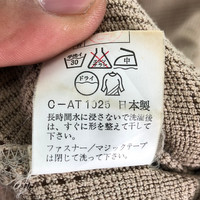 30
中
ドライ
C-AT 1025 日本製
長時間水に浸さないで洗濯後
は、すぐに形を整えて干して
下さい。
ファスナー/マジックテープ
は閉じて洗って下さい。